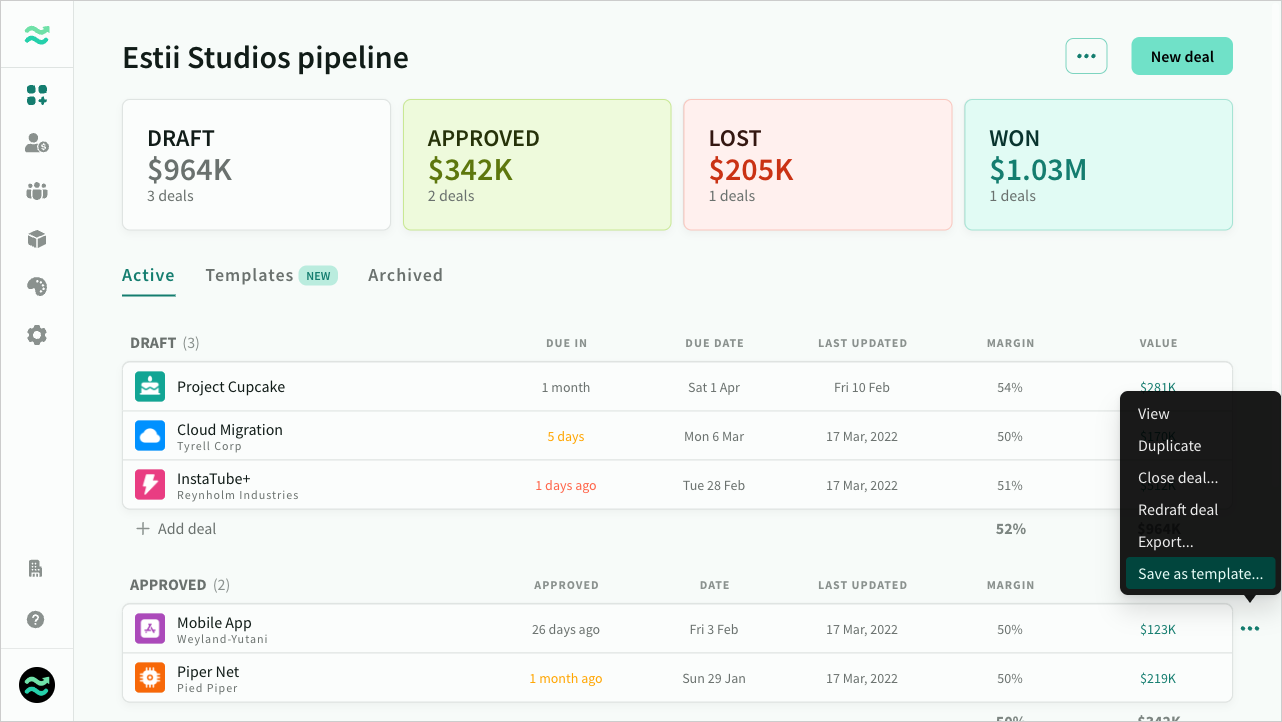 Estii Studios pipeline
New deal
DRAFT
$964K
3 deals
APPROVED
$342K
2 deals
LOST
$205K
1 deals
WON
$1.03M
1 deals
Active Templates NEW Archived
DRAFT (3) DUE IN DUE DATE LAST UPDATED MARGIN VALUE
Project Cupcake 1 month Sat 1 Apr Fri 10 Feb 54% $281K
Cloud Migration 5 days Mon 6 Mar 17 Mar, 2022 50%
Tyrell Corp
InstaTube+ 1 days ago Tue 28 Feb 17 Mar, 2022 51%
Reynholm Industries
Add deal 52% $964K
View
Duplicate
Close deal...
Redraft deal
Export...
Save as template...
APPROVED (2) APPROVED DATE LAST UPDATED MARGIN
Mobile App 26 days ago Fri 3 Feb 17 Mar, 2022 50% $123K
Weyland-Yutani
Piper Net 1 month ago Sun 29 Jan 17 Mar, 2022 50% $219K
Pied Piper
50% $342K